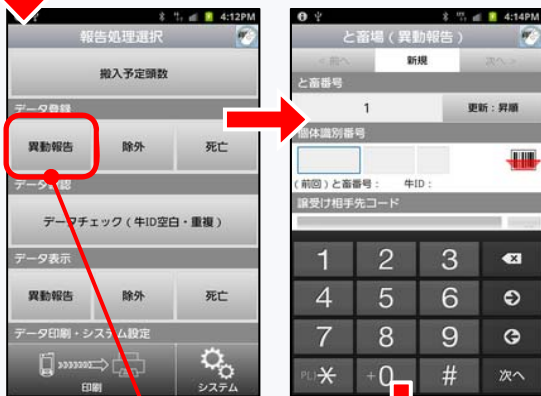 4:12PM
報告処理選択
搬入予定頭数
データ登録
異動報告 除外 死亡
データ確認
データチェック(牛ID空白・重複)
データ表示
異動報告 除外 死亡
データ印刷・システム設定
印刷 システム
4:14PM
と畜場(異動報告)
< 前へ 新規 次へ >
と畜番号
1 更新:昇順
個体識別番号
(前回)と畜番号: 牛ID:
譲受け相手先コード
1 2 3
4 5 6
7 8 9
* +0 # 次へ